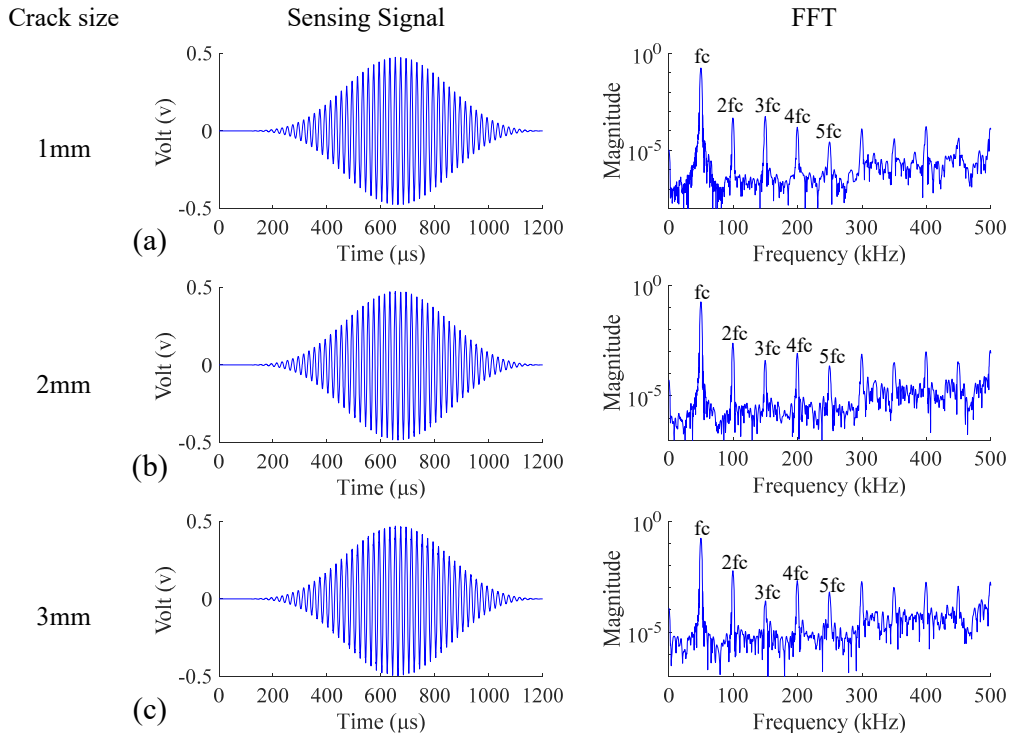 Crack size Sensing Signal FFT
1mm
0.5
0
-0.5
Volt (v)
0 200 400 600 800 1000 1200
Time (μs)
(a)
10^0
10^-5
Magnitude
fc
2fc 3fc 4fc 5fc
0 100 200 300 400 500
Frequency (kHz)
2mm
0.5
0
-0.5
Volt (v)
0 200 400 600 800 1000 1200
Time (μs)
(b)
10^0
10^-5
Magnitude
fc
2fc 3fc 4fc 5fc
0 100 200 300 400 500
Frequency (kHz)
3mm
0.5
0
-0.5
Volt (v)
0 200 400 600 800 1000 1200
Time (μs)
(c)
10^0
10^-5
Magnitude
fc
2fc 3fc 4fc 5fc
0 100 200 300 400 500
Frequency (kHz)